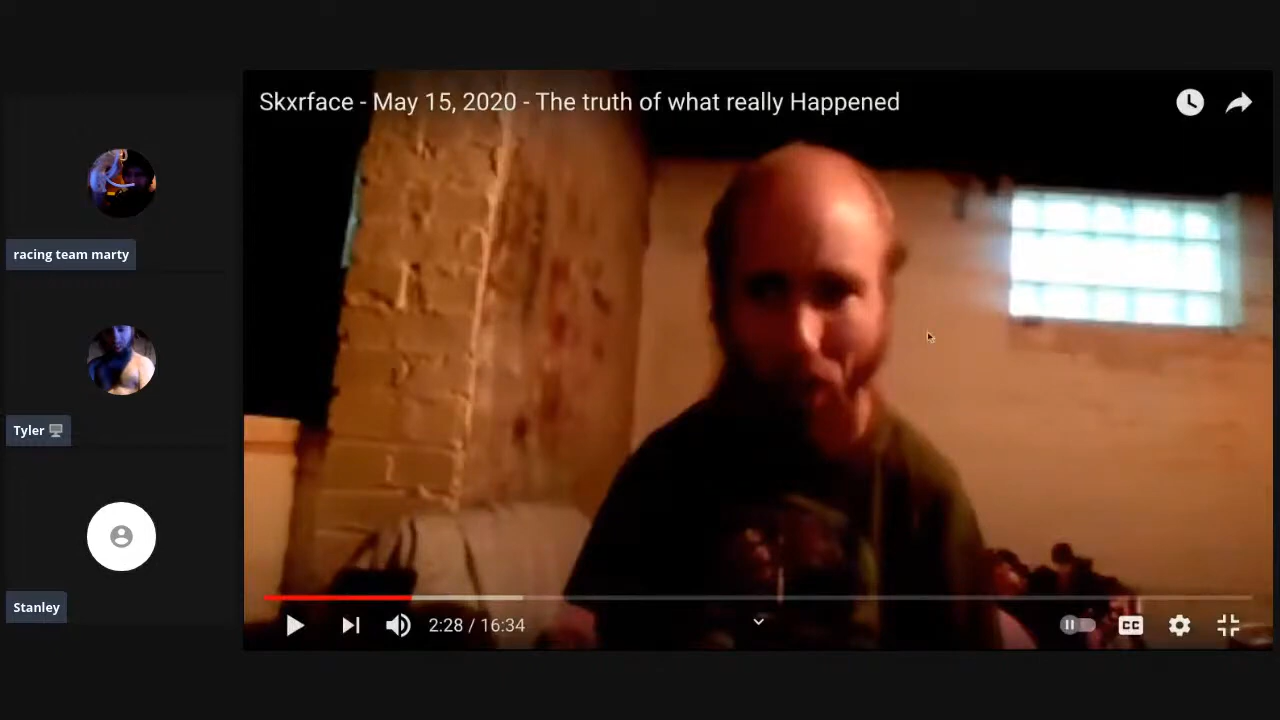 Skxrface - May 15, 2020 - The truth of what really Happened
racing team marty
Tyler
Stanley
2:28 / 16:34
CC